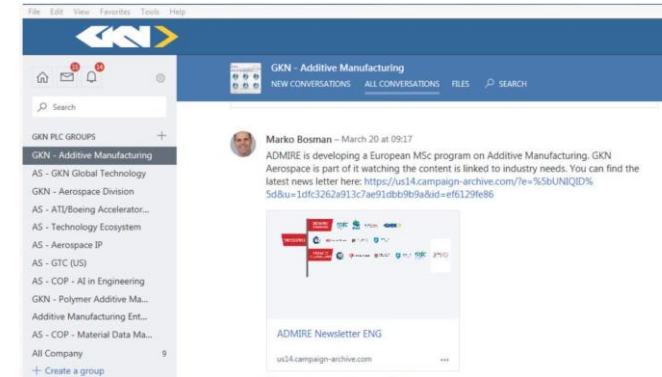 File Edit View Favorites Tools Help
GKN
GKN - Additive Manufacturing
NEW CONVERSATIONS ALL CONVERSATIONS FILES SEARCH
Search
GKN PLC GROUPS
GKN - Additive Manufacturing
AS - GKN Global Technology
GKN - Aerospace Division
AS - ATI/Boeing Accelerator...
AS - Technology Ecosystem
AS - Aerospace IP
AS - GTC (US)
AS - COP - AI in Engineering
GKN - Polymer Additive Ma...
Additive Manufacturing Ent...
AS - COP - Material Data Ma...
All Company 9
+ Create a group
Marko Bosman – March 20 at 09:17
ADMIRE is developing a European MSc program on Additive Manufacturing. GKN
Aerospace is part of it watching the content is linked to industry needs. You can find the
latest news letter here: https://us14.campaign-archive.com/?e=%5bUNIQID%
5d&u=1dfc3262a913c7ae91dbb9b9a&id=ef6129fe86
ADMIRE Newsletter ENG
us14.campaign-archive.com ...